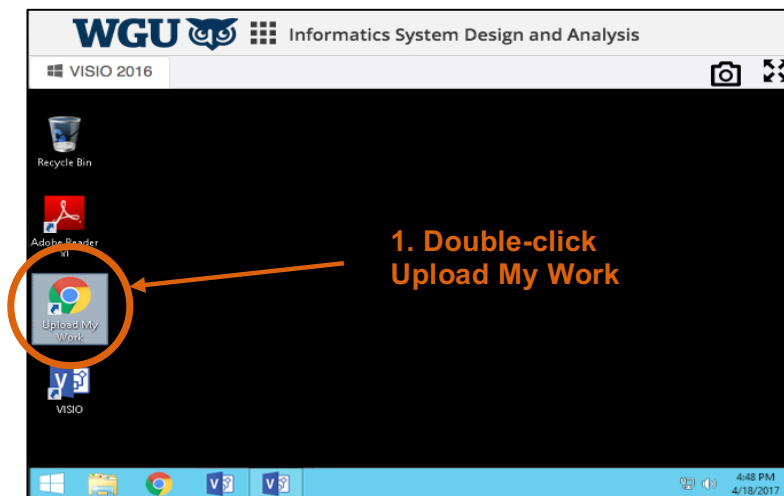 WGU Informatics System Design and Analysis
VISIO 2016
Recycle Bin
Adobe Reader
XI
1. Double-click
Upload My Work
Upload My
Work
VISIO
4:48 PM
4/18/2017